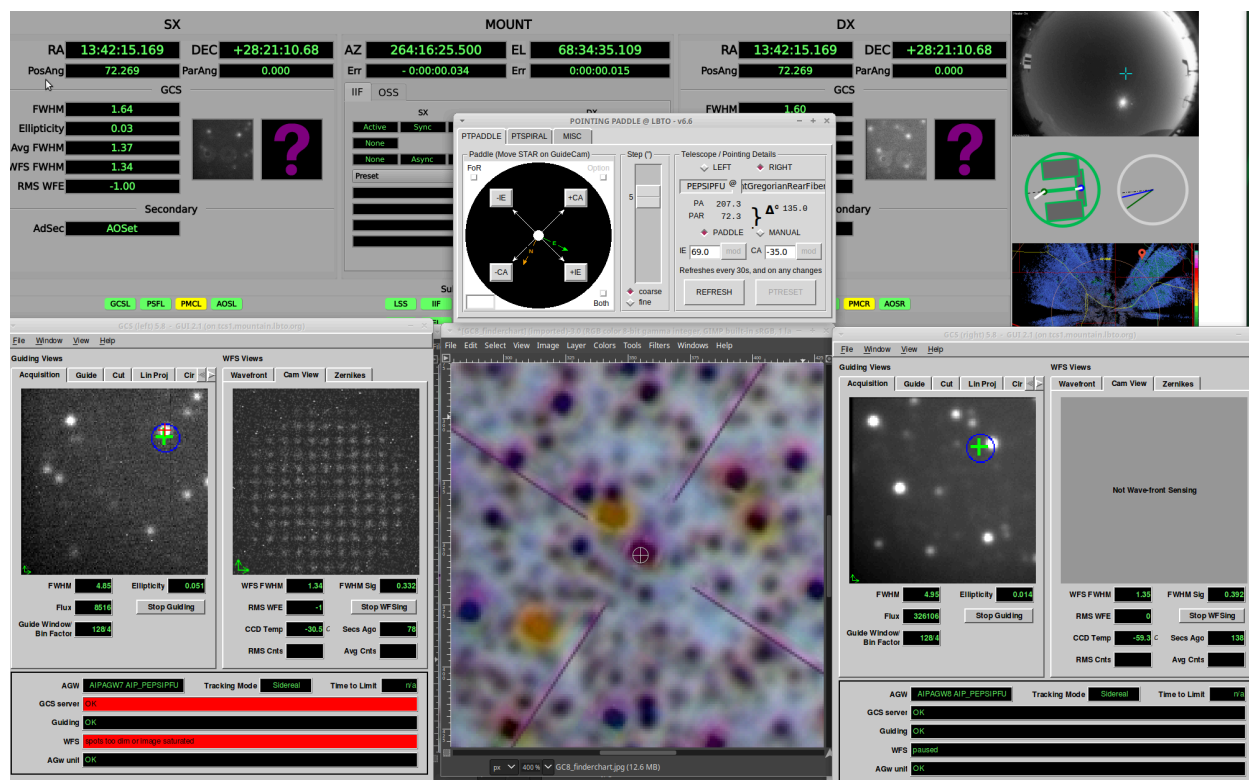 SX
MOUNT
DX
RA 13:42:15.169 DEC +28:21:10.68
PosAng 72.269 ParAng 0.000
GCS
FWHM 1.64
Ellipticity 0.03
Avg FWHM 1.37
WFS FWHM 1.34
RMS WFE -1.00
Secondary
AdSec AOSet
GCSL PSFL PMCL AOSL
AZ 264:16:25.500 EL 68:34:35.109
Err - 0:00:00.034 Err 0:00:00.015
IIF OSS
SX
Active Sync
None
None Async
Preset
LSS IIF
RA 13:42:15.169 DEC +28:21:10.68
PosAng 72.269 ParAng 0.000
GCS
FWHM 1.60
ondary
PMCR AOSR
POINTING PADDLE @ LBTO - v6.6
PTPADDLE PTSPIRAL MISC
Paddle (Move STAR on GuideCam)
FoR Option
-IE +CA
E
N
-CA +IE
Both
Step (")
5
coarse
fine
Telescope / Pointing Details
LEFT RIGHT
PEPSIPFU @ tGregorianRearFiber
PA 207.3
PAR 72.3
} Δᶜ 135.0
PADDLE MANUAL
IE 69.0 mod CA -35.0 mod
Refreshes every 30s, and on any changes
REFRESH PTRESET
GCS (left) 5.8 - GUI 2.1 (on tcs1.mountain.lbto.org)
File Window View Help
Guiding Views
Acquisition Guide Cut Lin Proj Cir
FWHM 4.85 Ellipticity 0.051
Flux 8516 Stop Guiding
Guide Window/
Bin Factor 128/4
WFS Views
Wavefront Cam View Zernikes
WFS FWHM 1.34 FWHM Sig 0.332
RMS WFE -1 Stop WFSing
CCD Temp -30.5 C Secs Ago 78
RMS Cnts Avg Cnts
AGW AIPAGW7 AIP_PEPSIPFU Tracking Mode Sidereal Time to Limit n/a
GCS server OK
Guiding OK
WFS spots too dim or image saturated
AGw unit OK
File Edit Select View Image Layer Colors Tools Filters Windows Help
px 400 % GC8_finderchart.jpg (12.6 MB)
GCS (right) 5.8 - GUI 2.1 (on tcs1.mountain.lbto.org)
File Window View Help
Guiding Views
Acquisition Guide Cut Lin Proj Cir
FWHM 4.95 Ellipticity 0.014
Flux 326106 Stop Guiding
Guide Window/
Bin Factor 128/4
WFS Views
Wavefront Cam View Zernikes
Not Wave-front Sensing
WFS FWHM 1.35 FWHM Sig 0.392
RMS WFE 0 Stop WFSing
CCD Temp -59.3 C Secs Ago 138
RMS Cnts Avg Cnts
AGW AIPAGW8 AIP_PEPSIPFU Tracking Mode Sidereal Time to Limit n/a
GCS server OK
Guiding OK
WFS paused
AGw unit OK